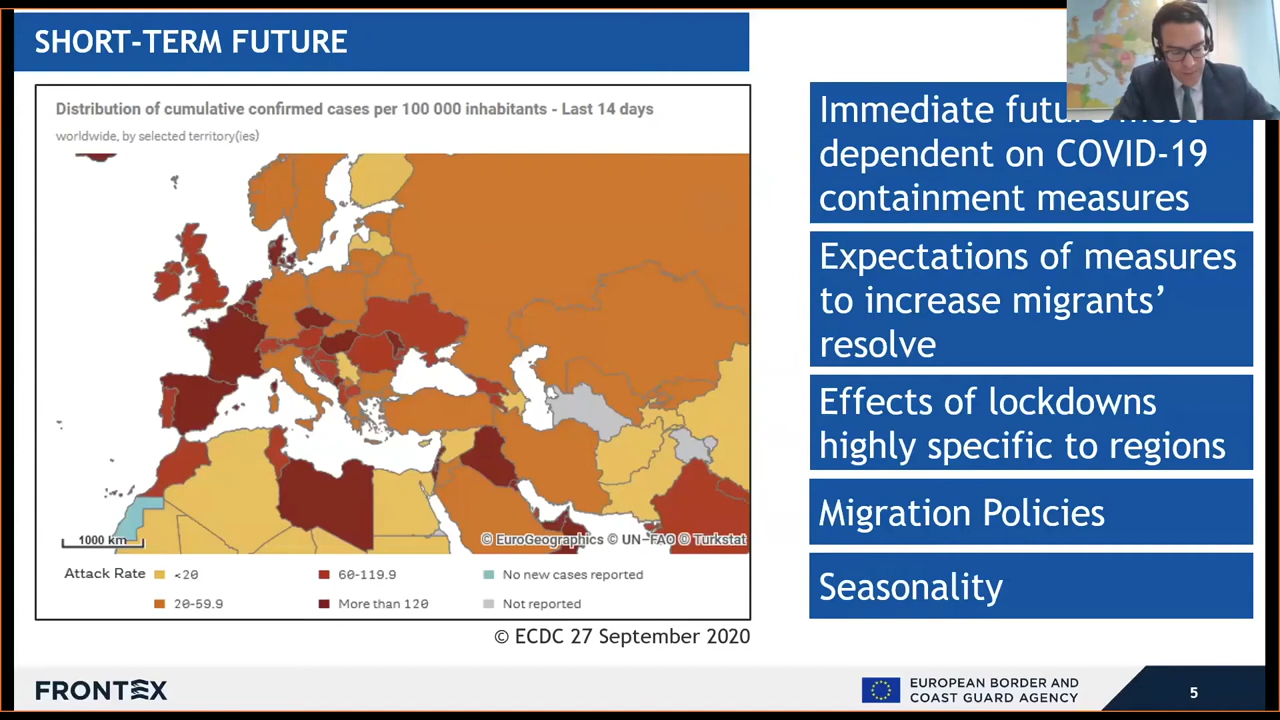 SHORT-TERM FUTURE
Distribution of cumulative confirmed cases per 100 000 inhabitants - Last 14 days
worldwide, by selected territory(ies)
1000 km
© EuroGeographics © UN-FAO © Turkstat
Attack Rate
<20
60-119.9
No new cases reported
20-59.9
More than 120
Not reported
© ECDC 27 September 2020
Immediate future most
dependent on COVID-19
containment measures
Expectations of measures
to increase migrants’
resolve
Effects of lockdowns
highly specific to regions
Migration Policies
Seasonality
FRONTEX
EUROPEAN BORDER AND
COAST GUARD AGENCY
5